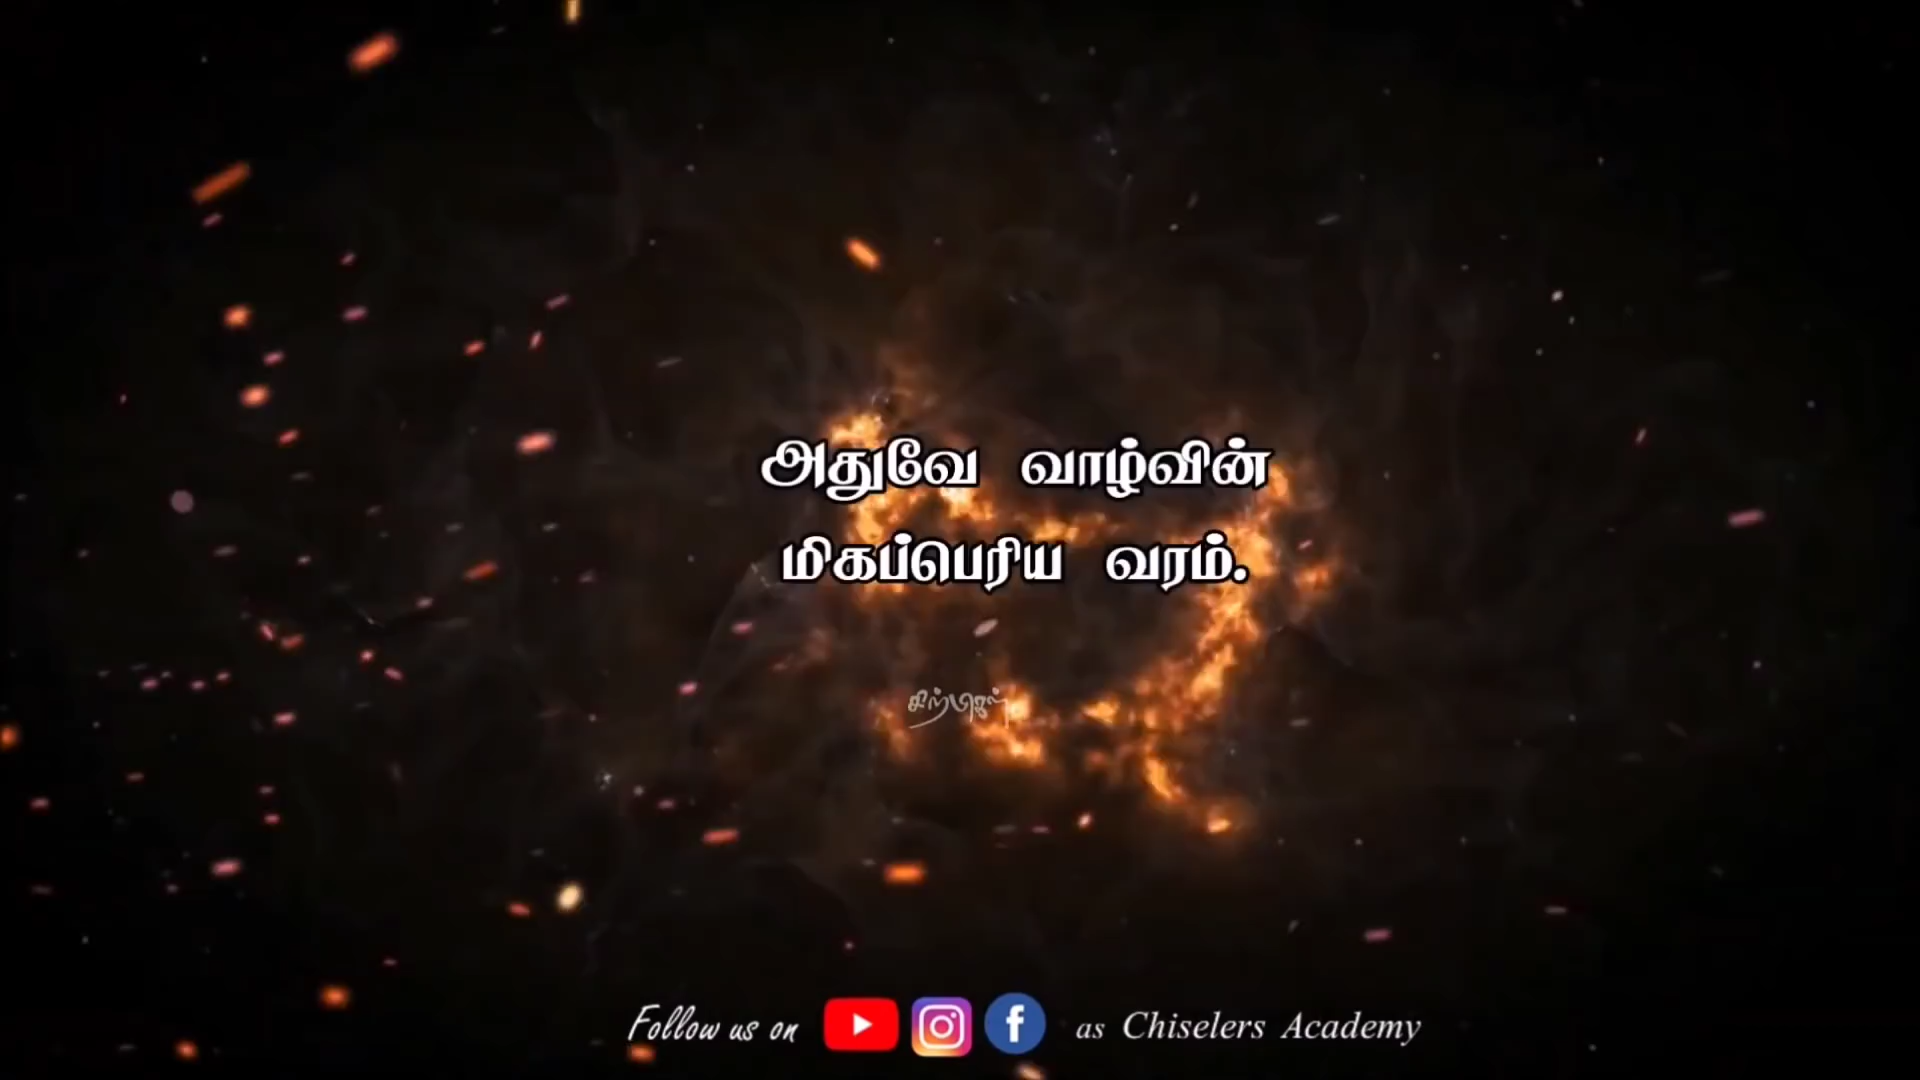 அதுவே வாழ்வின்
மிகப்பெரிய வரம்.
Follow us on as Chiselers Academy